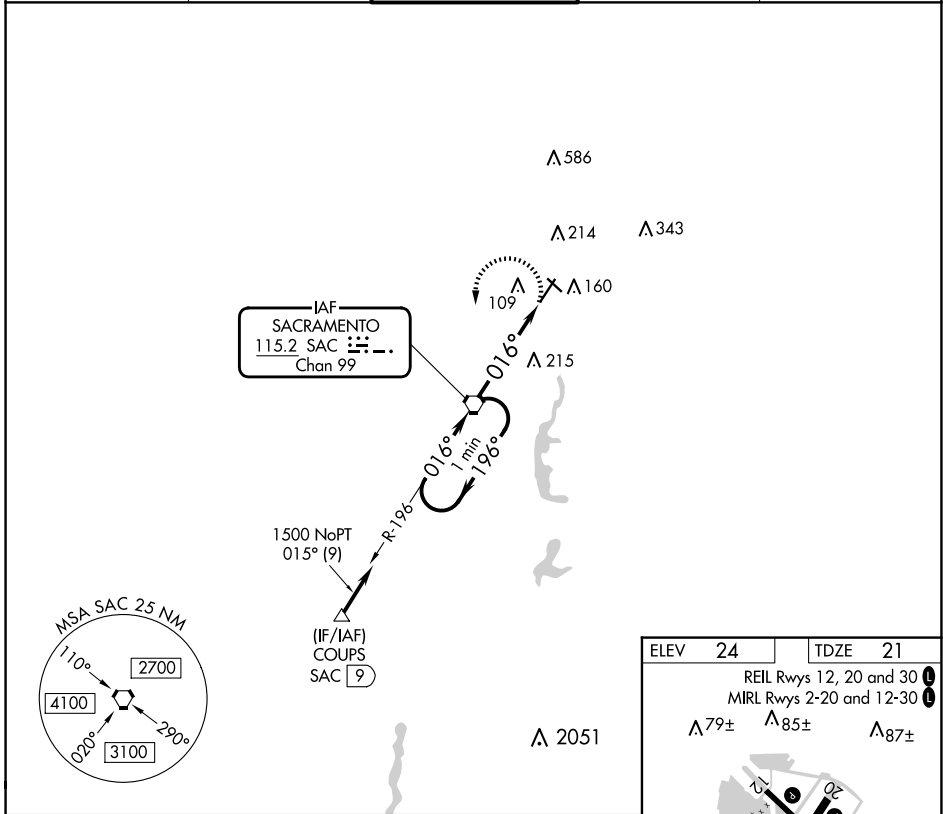 586
214
343
109
160
IAF
SACRAMENTO
115.2 SAC
Chan 99
016°
215
016°
1 min
196°
R-196
1500 NoPT
015° (9)
(IF/IAF)
COUPS
SAC 9
MSA SAC 25 NM
110°
2700
4100
020°
290°
3100
2051
ELEV 24 TDZE 21
REIL Rwys 12, 20 and 30 L
MIRL Rwys 2-20 and 12-30 L
79± 85± 87±
12
20
P